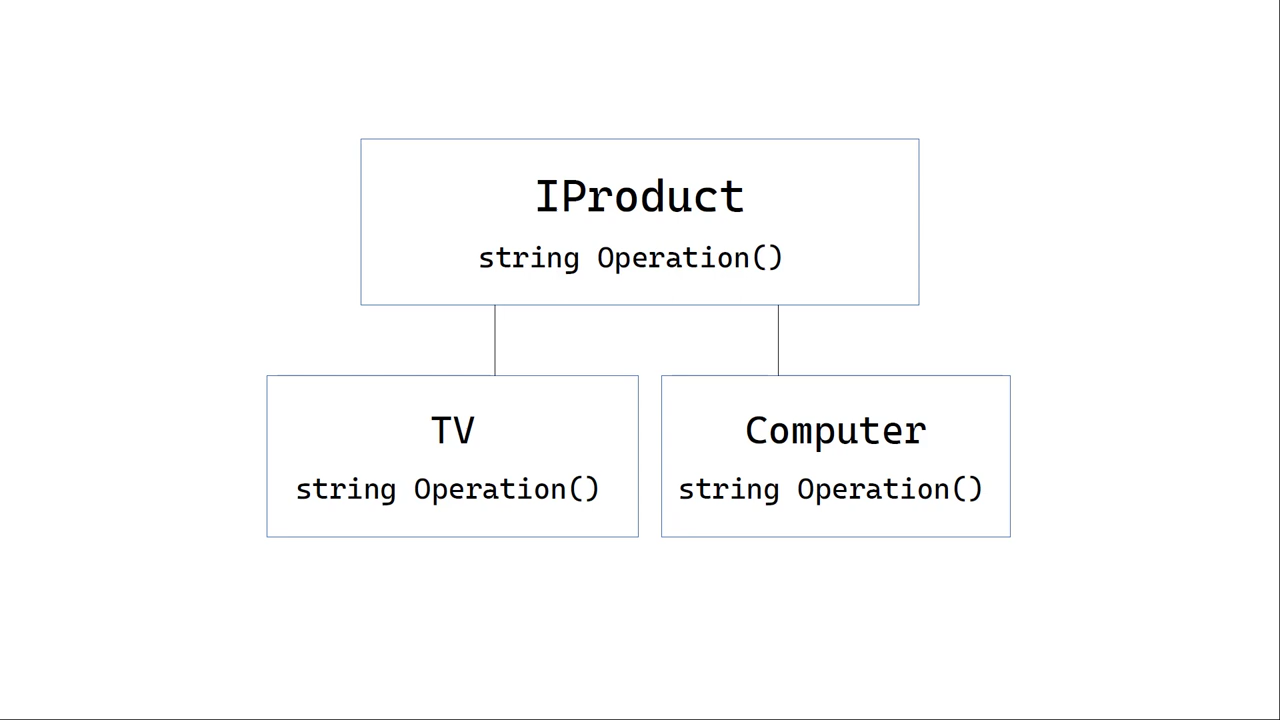 IProduct
string Operation()
TV
string Operation()
Computer
string Operation()